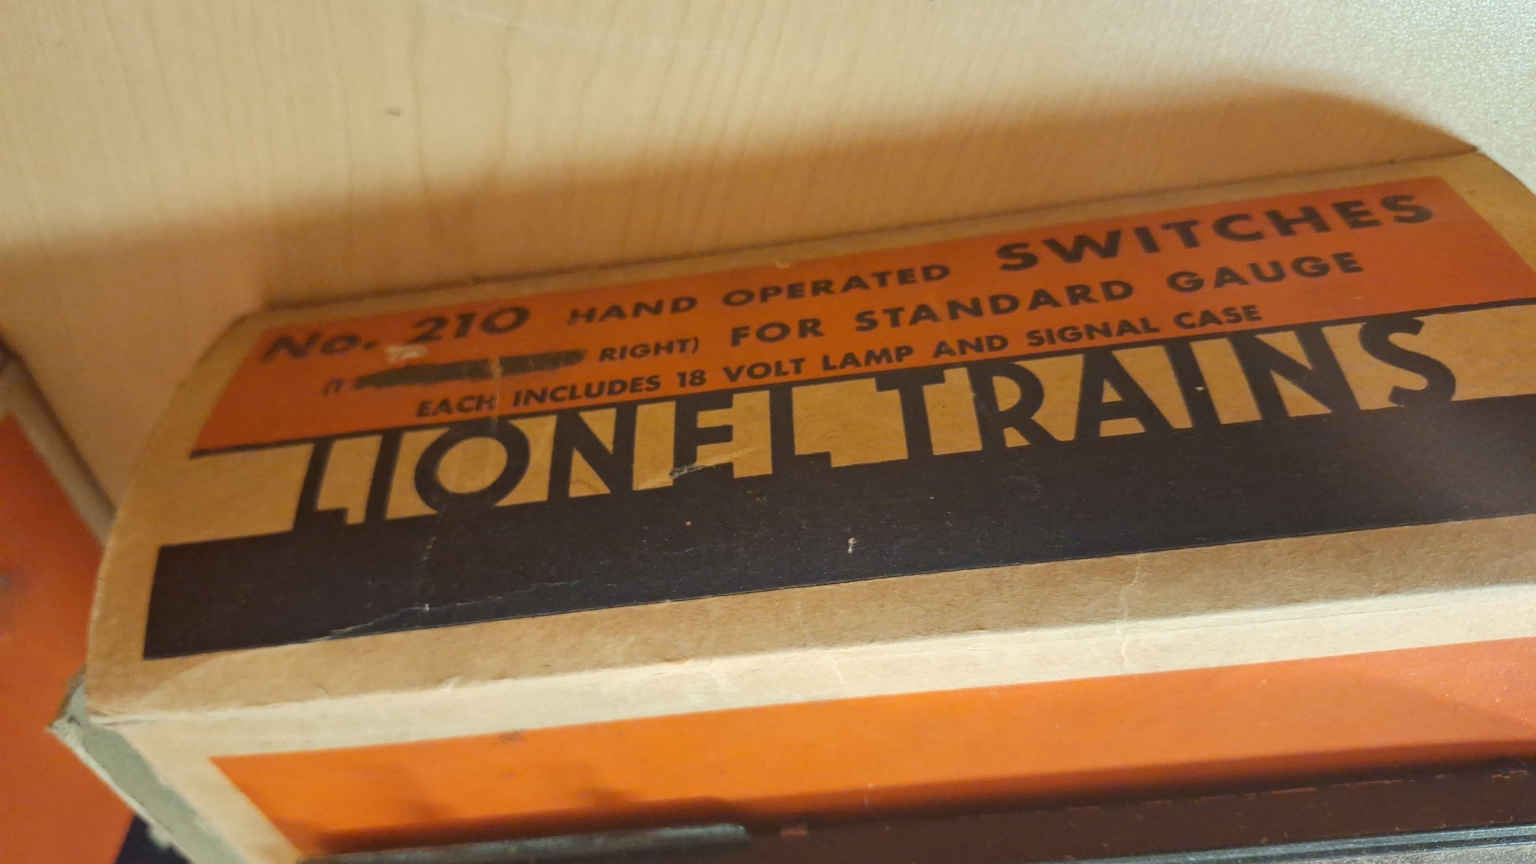 No. 210 HAND OPERATED SWITCHES
RIGHT) FOR STANDARD GAUGE
EACH INCLUDES 18 VOLT LAMP AND SIGNAL CASE
LIONEL TRAINS